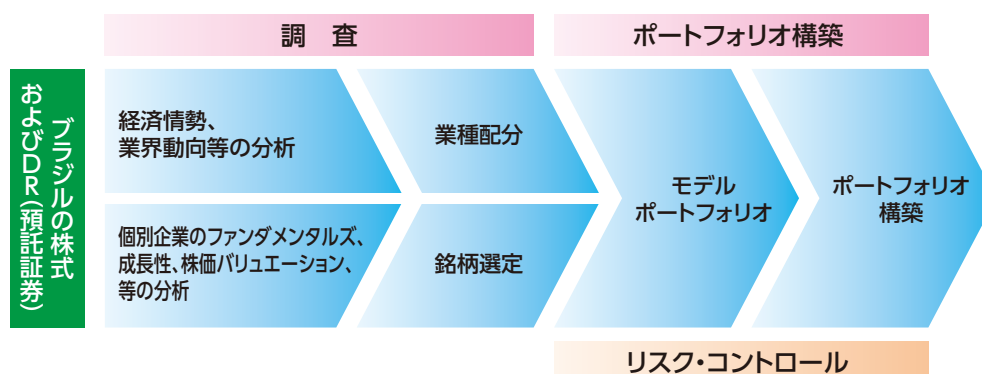 調 査
ポートフォリオ構築
ブラジルの株式
およびDR(預託証券)
経済情勢、
業界動向等の分析
業種配分
個別企業のファンダメンタルズ、
成長性、株価バリュエーション、
等の分析
銘柄選定
モデル
ポートフォリオ
ポートフォリオ
構築
リスク・コントロール